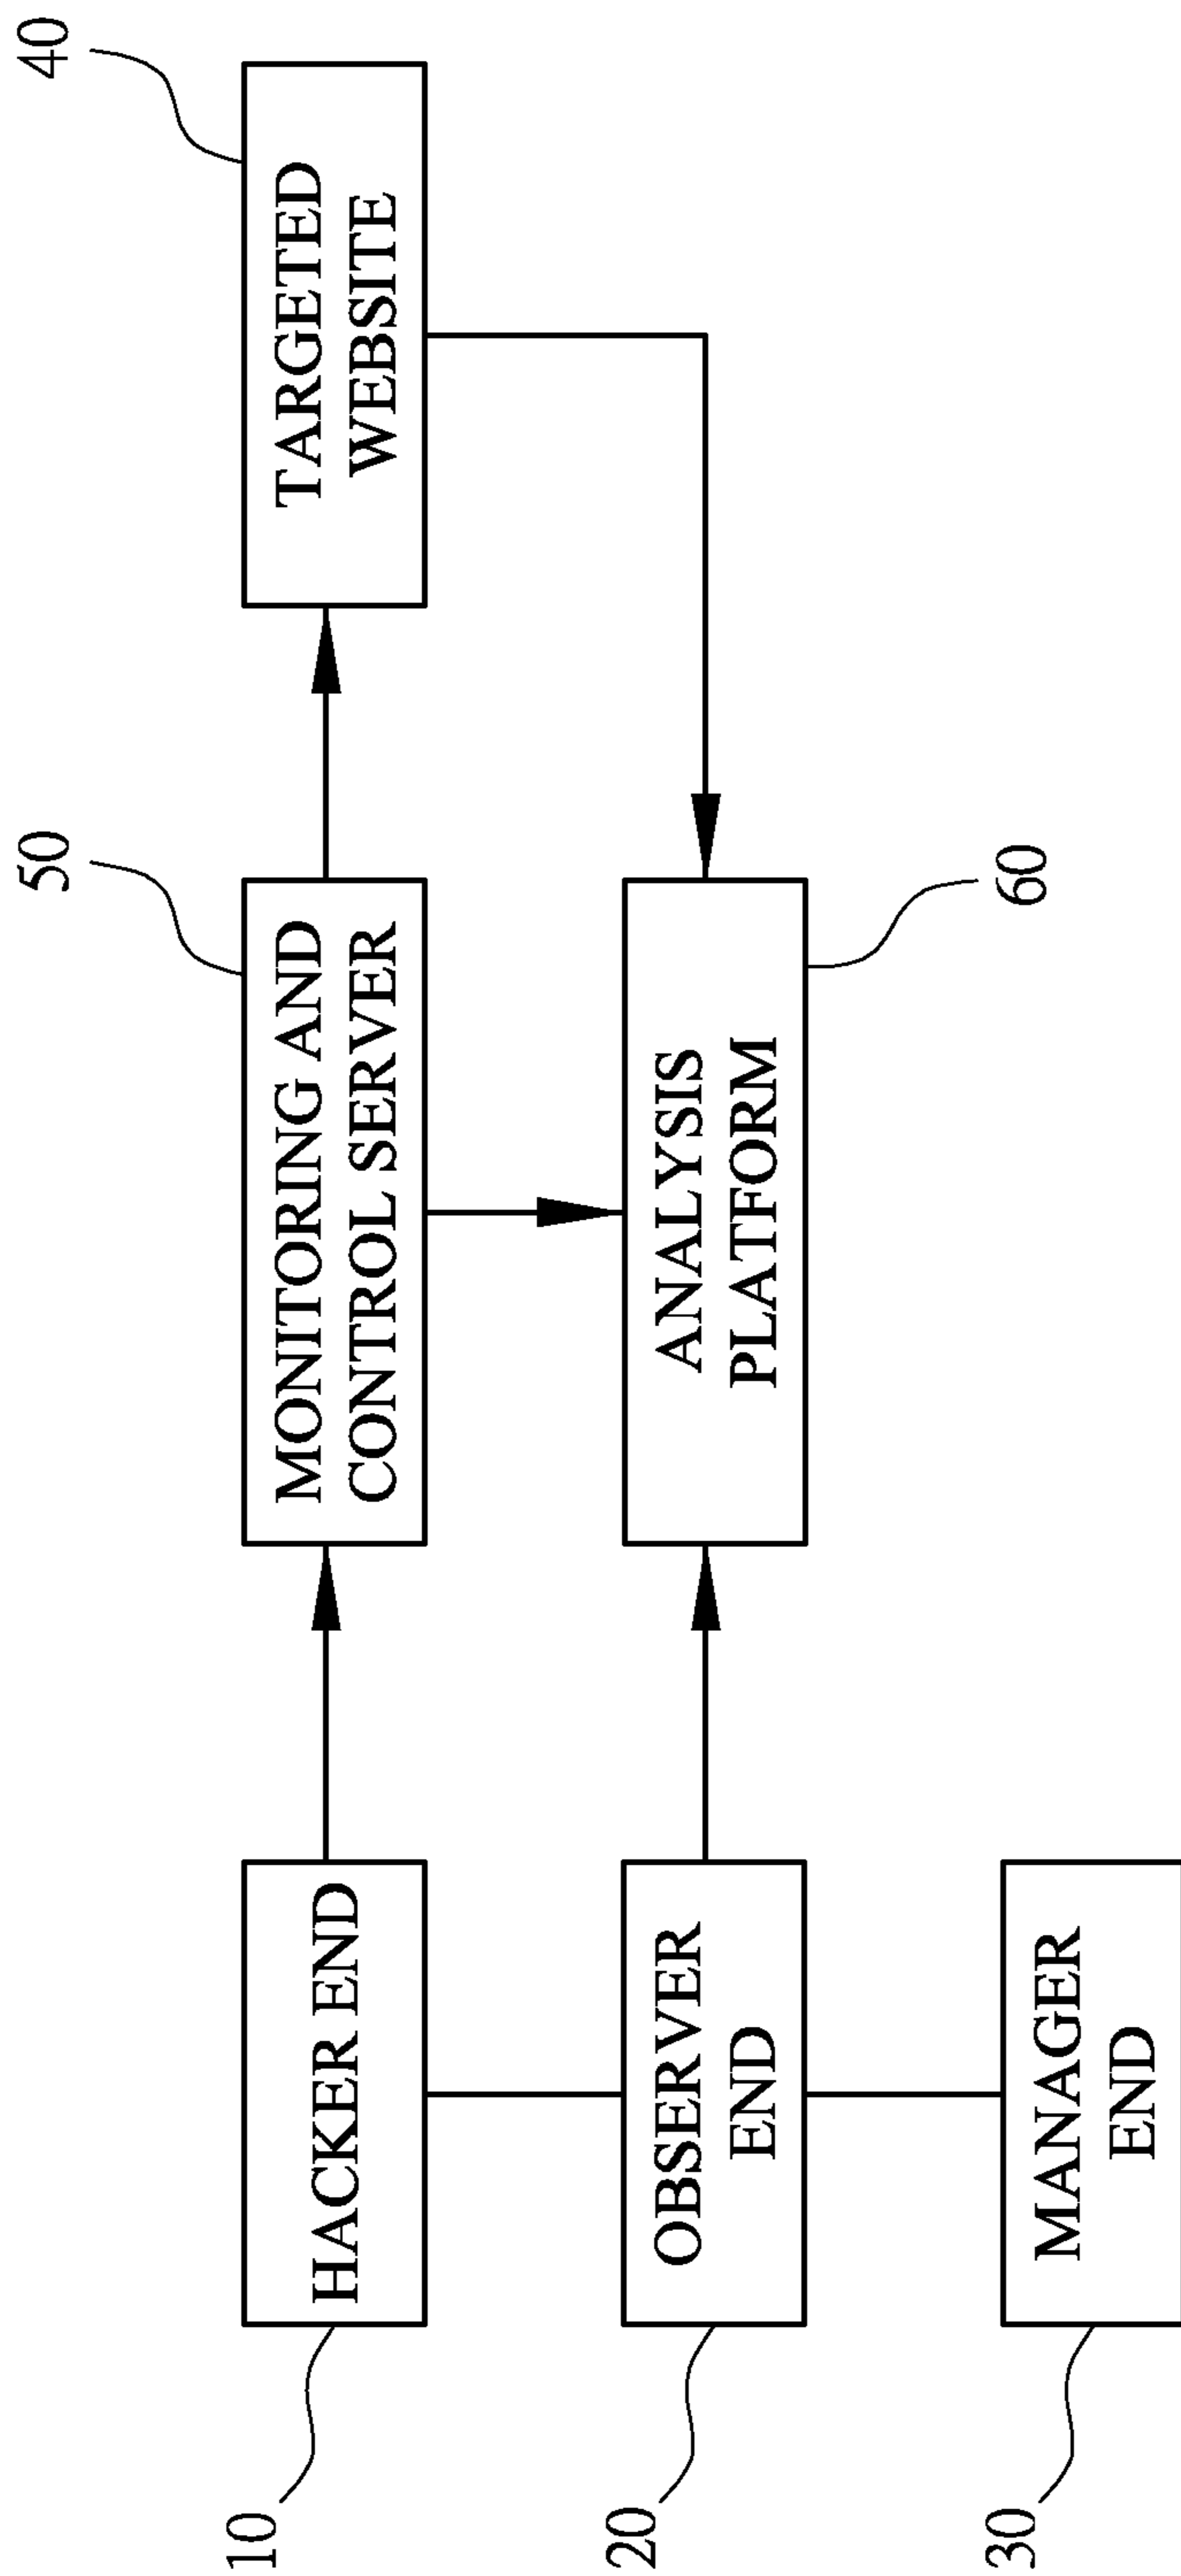 40
TARGETED
WEBSITE
50
MONITORING AND
CONTROL SERVER
10
HACKER END
60
ANALYSIS
PLATFORM
20
OBSERVER
END
30
MANAGER
END